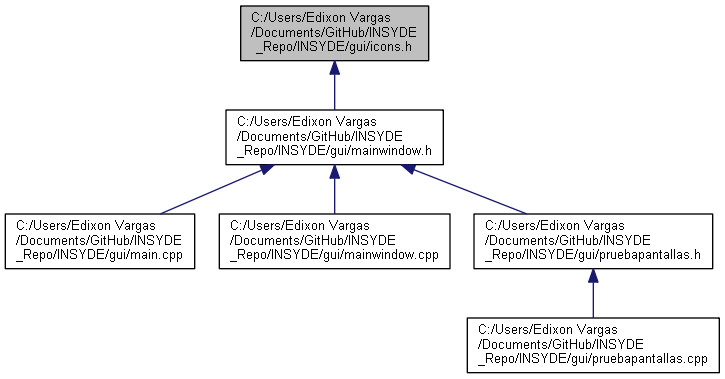 C:/Users/Edixon Vargas
/Documents/GitHub/INSYDE
_Repo/INSYDE/gui/icons.h
C:/Users/Edixon Vargas
/Documents/GitHub/INSYDE
_Repo/INSYDE/gui/mainwindow.h
C:/Users/Edixon Vargas
/Documents/GitHub/INSYDE
_Repo/INSYDE/gui/main.cpp
C:/Users/Edixon Vargas
/Documents/GitHub/INSYDE
_Repo/INSYDE/gui/mainwindow.cpp
C:/Users/Edixon Vargas
/Documents/GitHub/INSYDE
_Repo/INSYDE/gui/pruebapantallas.h
C:/Users/Edixon Vargas
/Documents/GitHub/INSYDE
_Repo/INSYDE/gui/pruebapantallas.cpp